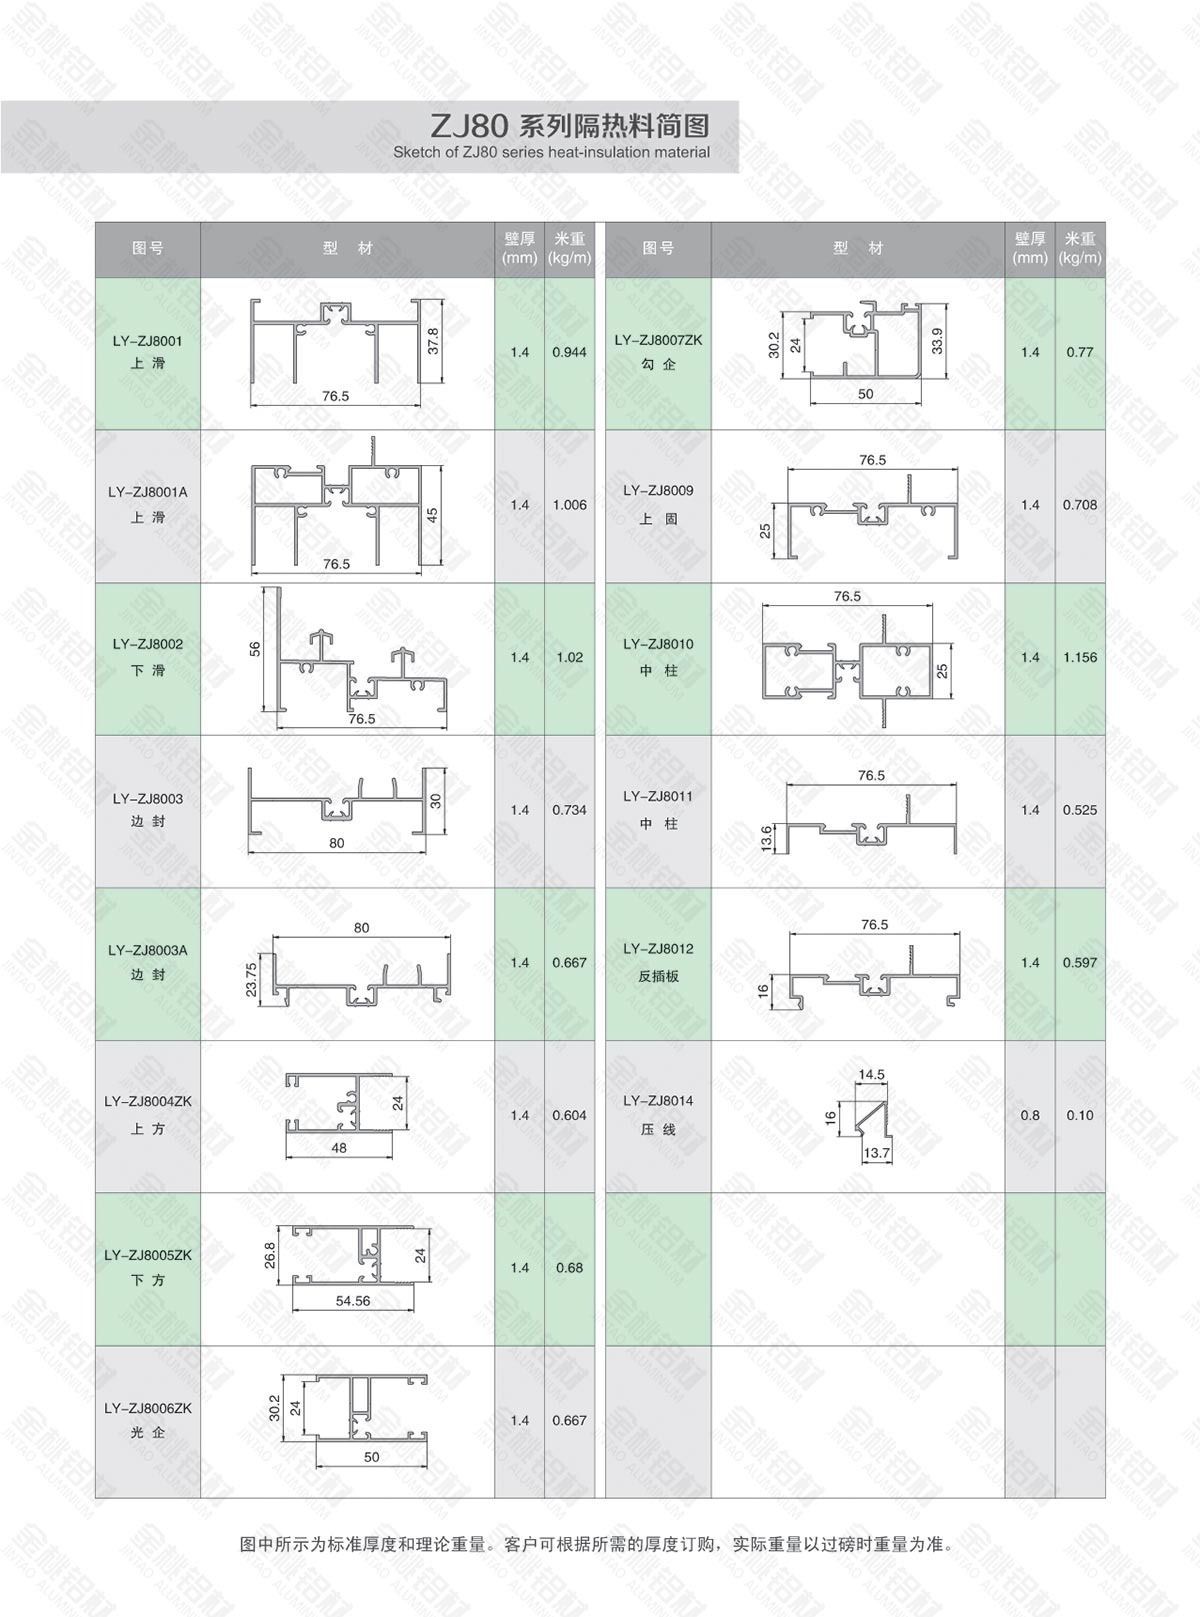 ZJ80 系列隔热料简图
Sketch of ZJ80 series heat-insulation material
图号 型 材 壁厚(mm) 米重(kg/m)
LY-ZJ8001
上 滑
37.8
76.5
1.4 0.944
LY-ZJ8001A
上 滑
45
76.5
1.4 1.006
LY-ZJ8002
下 滑
56
76.5
1.4 1.02
LY-ZJ8003
边 封
30
80
1.4 0.734
LY-ZJ8003A
边 封
80
23.75
1.4 0.667
LY-ZJ8004ZK
上 方
24
48
1.4 0.604
LY-ZJ8005ZK
下 方
26.8
24
54.56
1.4 0.68
LY-ZJ8006ZK
光 企
30.2
24
50
1.4 0.667
图号 型 材 壁厚(mm) 米重(kg/m)
LY-ZJ8007ZK
勾 企
30.2
24
33.9
50
1.4 0.77
LY-ZJ8009
上 固
76.5
25
1.4 0.708
LY-ZJ8010
中 柱
76.5
25
1.4 1.156
LY-ZJ8011
中 柱
76.5
13.6
1.4 0.525
LY-ZJ8012
反插板
76.5
16
1.4 0.597
LY-ZJ8014
压 线
14.5
16
13.7
0.8 0.10
图中所示为标准厚度和理论重量。客户可根据所需的厚度订购，实际重量以过磅时重量为准。
金桃铝材
JINTAO ALUMINIUM